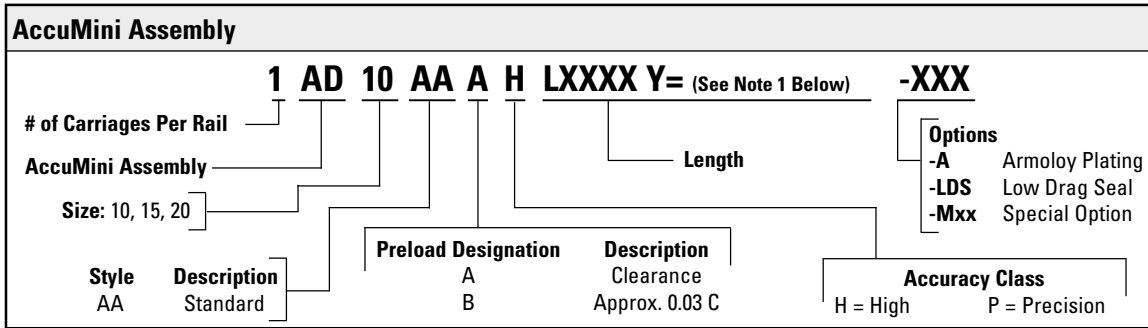 AccuMini Assembly
1 AD 10 AA A H LXXXX Y= (See Note 1 Below) -XXX
# of Carriages Per Rail
AccuMini Assembly
Size: 10, 15, 20
Style Description
AA Standard
Preload Designation Description
A Clearance
B Approx. 0.03 C
Length
Accuracy Class
H = High P = Precision
Options
-A Armoloy Plating
-LDS Low Drag Seal
-Mxx Special Option